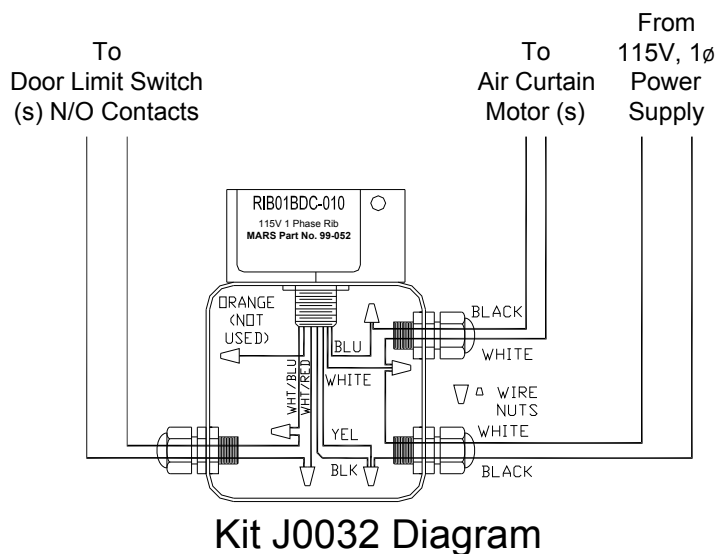 To
Door Limit Switch
(s) N/O Contacts
To
Air Curtain
Motor (s)
From
115V, 1ø
Power
Supply
RIB01BDC-010
115V 1 Phase Rib
MARS Part No. 99-052
ORANGE
(NOT
USED)
BLU
WHITE
WHT/BLU
WHT/RED
YEL
BLK
BLACK
WHITE
WIRE
NUTS
WHITE
BLACK
Kit J0032 Diagram